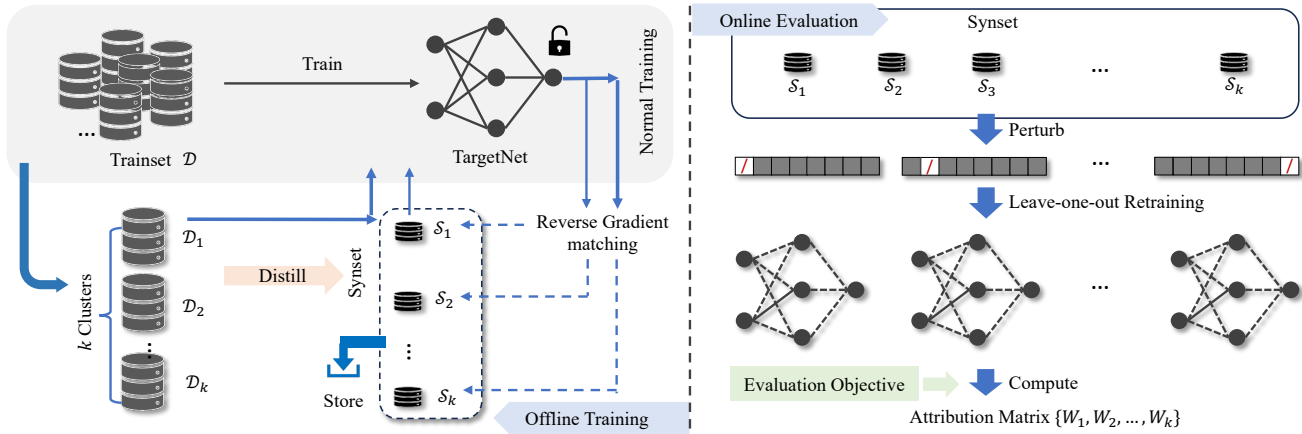 Train
...
Trainset 𝒟
TargetNet
Normal Training
k Clusters
𝒟₁
𝒟₂
⋮
𝒟ₖ
Distill
Synset
𝒮₁
𝒮₂
⋮
𝒮ₖ
Reverse Gradient
matching
Store
Offline Training
Online Evaluation
Synset
𝒮₁ 𝒮₂ 𝒮₃ ... 𝒮ₖ
Perturb
...
Leave-one-out Retraining
...
Evaluation Objective
Compute
Attribution Matrix {W₁, W₂, ..., Wₖ}